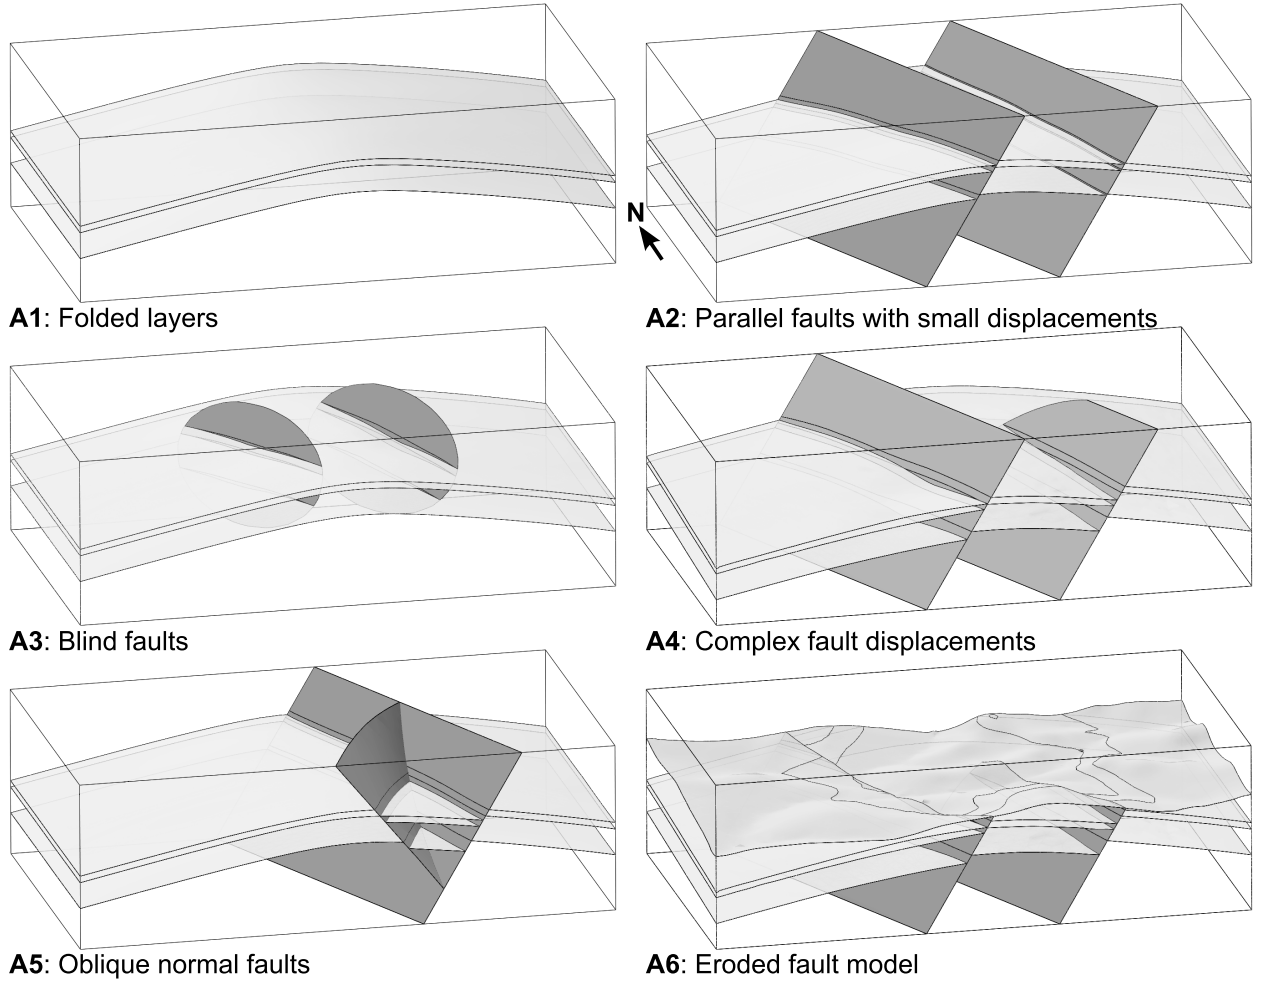 N
A1: Folded layers
A2: Parallel faults with small displacements
A3: Blind faults
A4: Complex fault displacements
A5: Oblique normal faults
A6: Eroded fault model